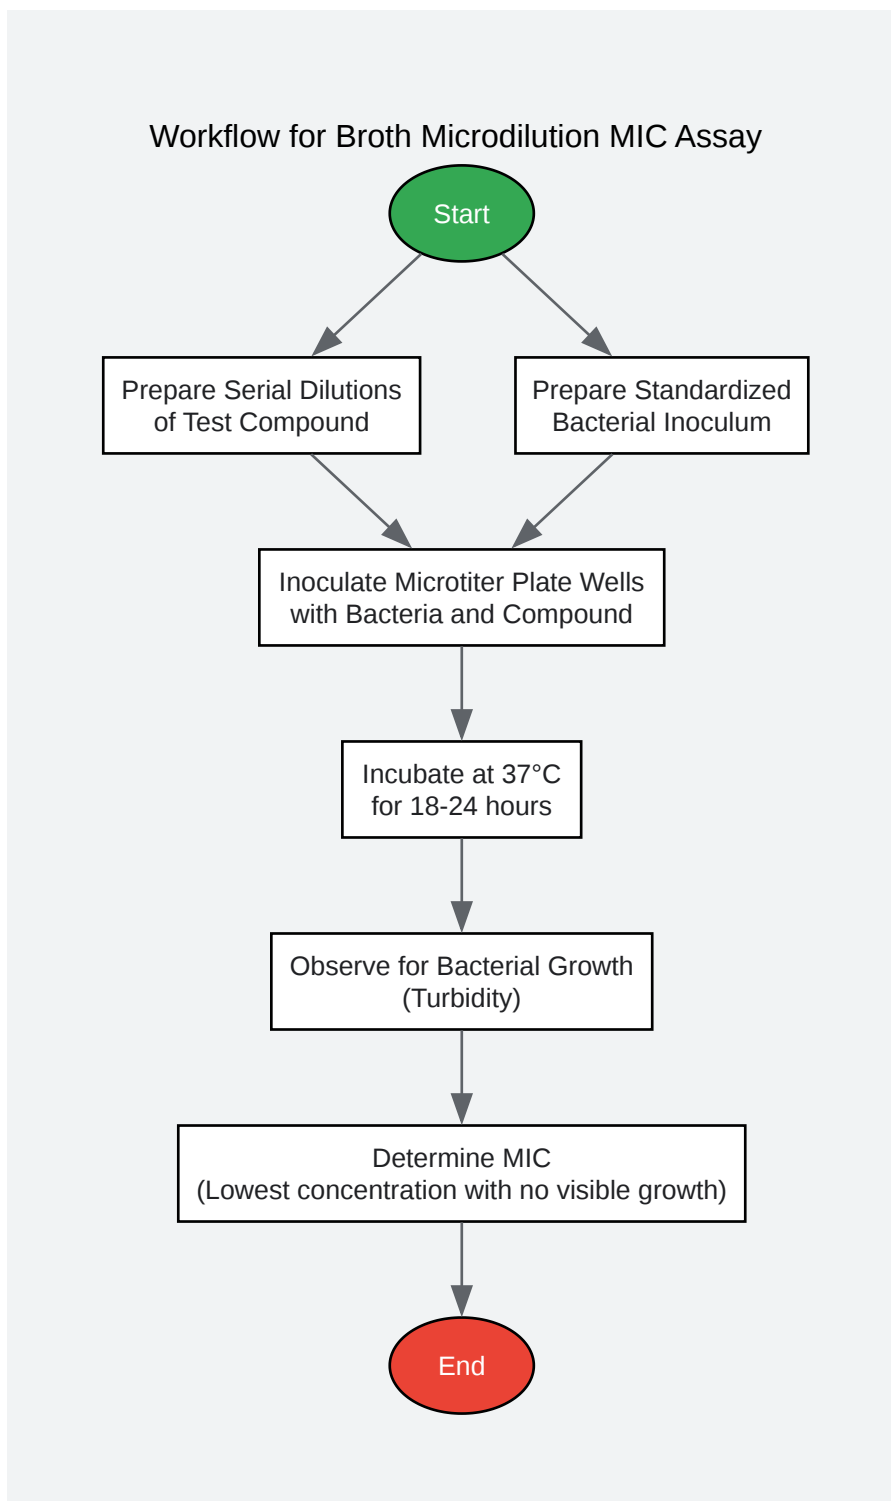 Workflow for Broth Microdilution MIC Assay
Start
Prepare Serial Dilutions
of Test Compound
Prepare Standardized
Bacterial Inoculum
Inoculate Microtiter Plate Wells
with Bacteria and Compound
Incubate at 37°C
for 18-24 hours
Observe for Bacterial Growth
(Turbidity)
Determine MIC
(Lowest concentration with no visible growth)
End